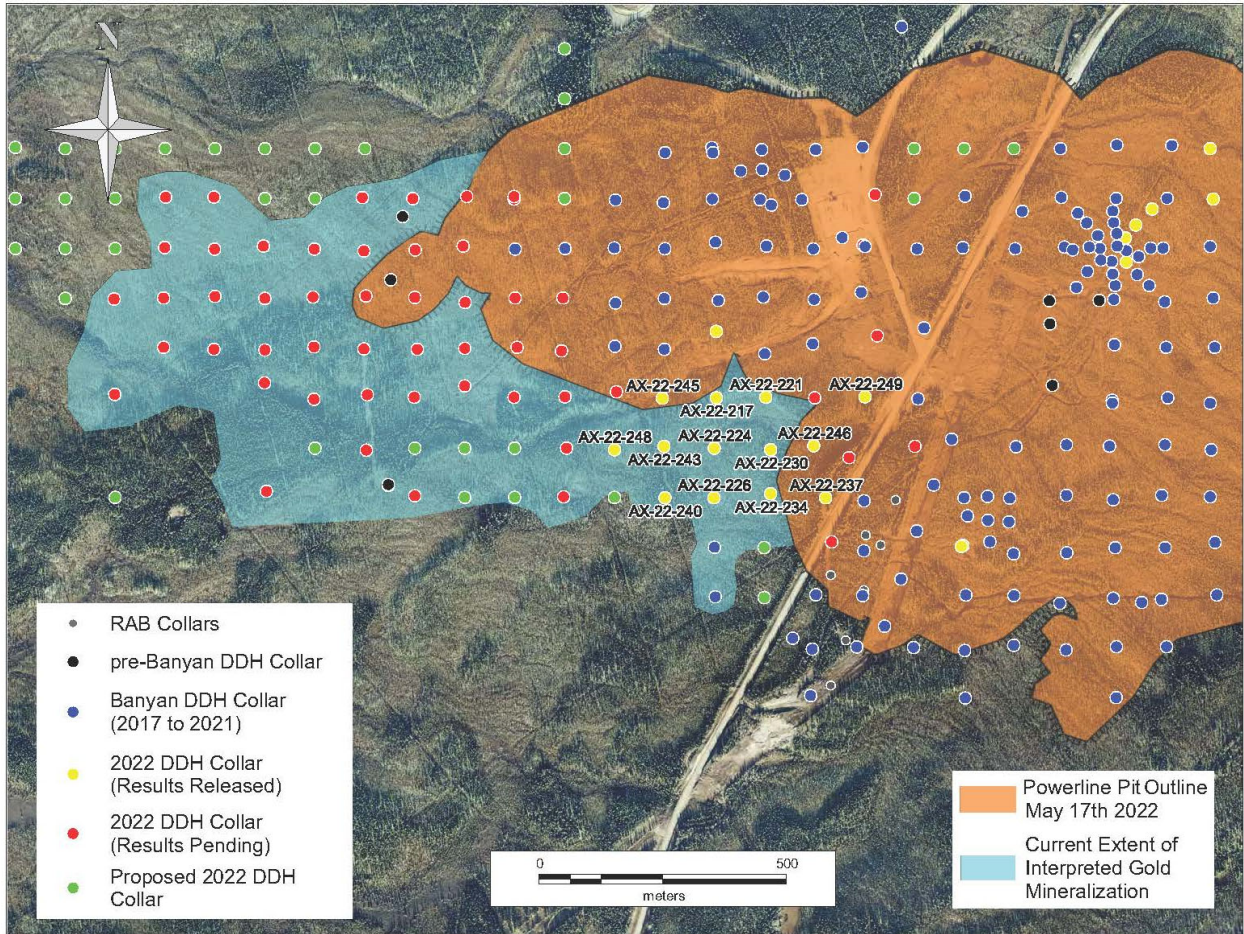 N
AX-22-245
AX-22-221
AX-22-249
AX-22-217
AX-22-248
AX-22-224
AX-22-246
AX-22-243
AX-22-230
AX-22-226
AX-22-237
AX-22-240
AX-22-234
RAB Collars
pre-Banyan DDH Collar
Banyan DDH Collar
(2017 to 2021)
2022 DDH Collar
(Results Released)
2022 DDH Collar
(Results Pending)
Proposed 2022 DDH
Collar
0
500
meters
Powerline Pit Outline
May 17th 2022
Current Extent of
Interpreted Gold
Mineralization